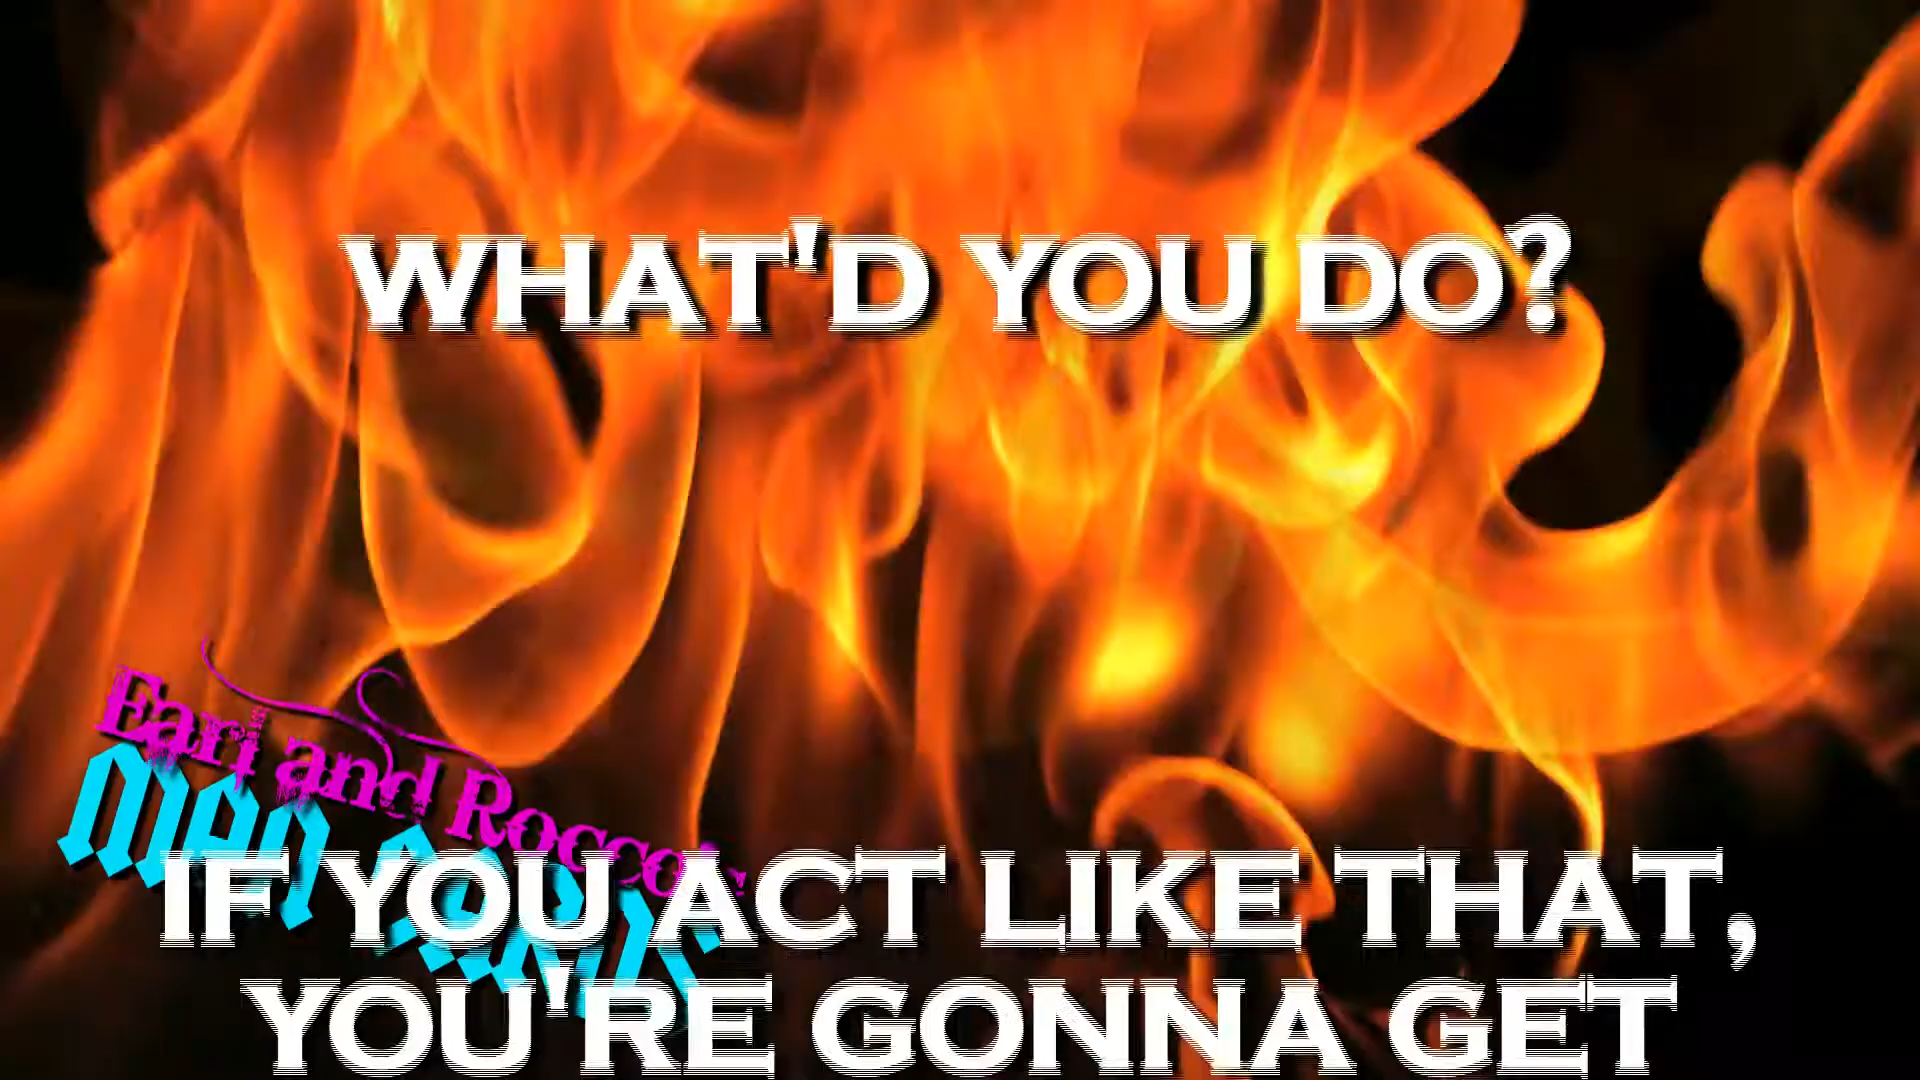 WHAT'D YOU DO?
Earl and Rocco's
IF YOU ACT LIKE THAT,
YOU'RE GONNA GET